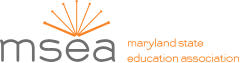 msea
maryland state
education association